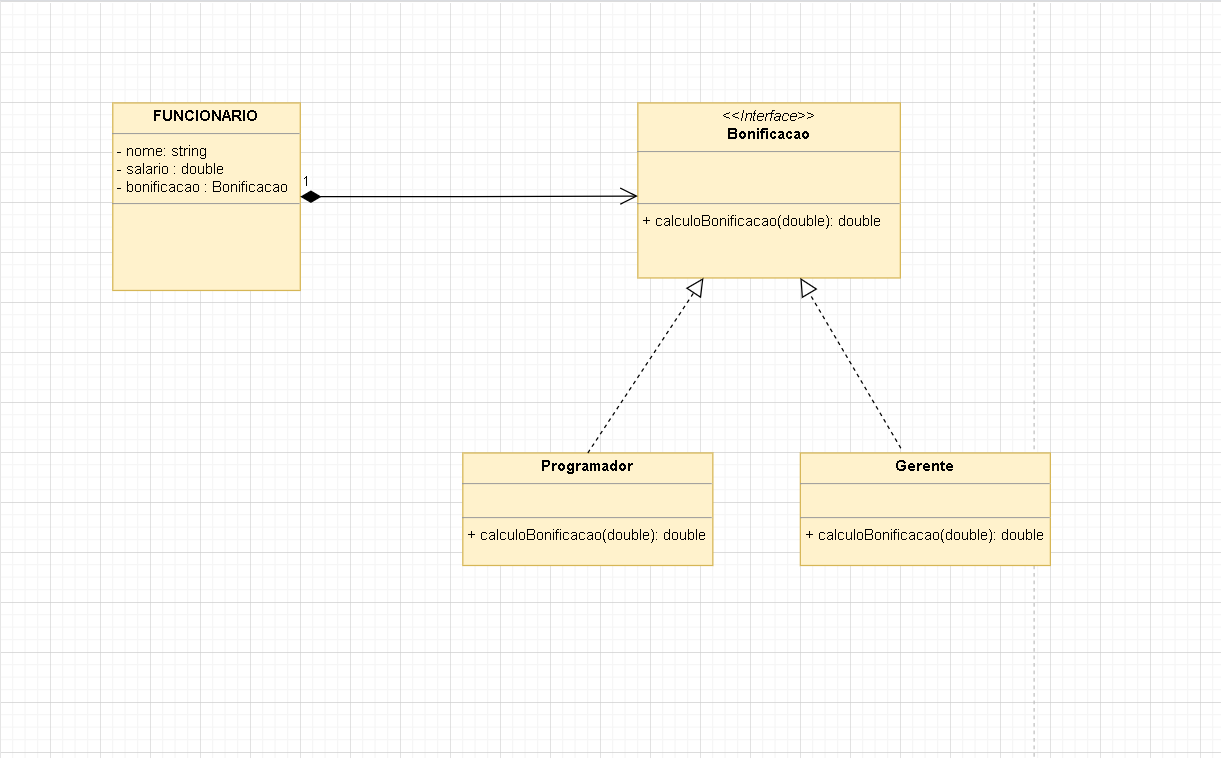 FUNCIONARIO
- nome: string
- salario : double
- bonificacao : Bonificacao
1
<<Interface>>
Bonificacao
+ calculoBonificacao(double): double
Programador
+ calculoBonificacao(double): double
Gerente
+ calculoBonificacao(double): double